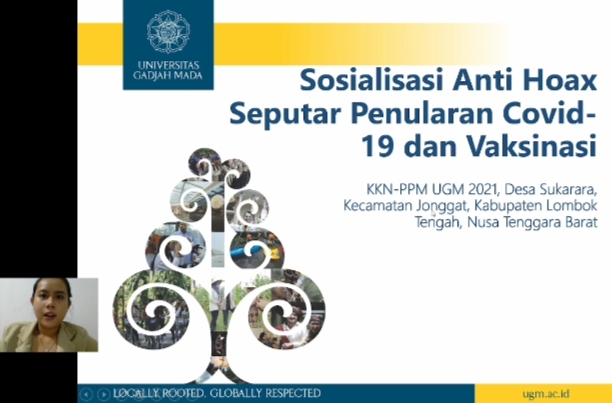 UNIVERSITAS
GADJAH MADA
Sosialisasi Anti Hoax
Seputar Penularan Covid-
19 dan Vaksinasi
KKN-PPM UGM 2021, Desa Sukarara,
Kecamatan Jonggat, Kabupaten Lombok
Tengah, Nusa Tenggara Barat
LOCALLY ROOTED, GLOBALLY RESPECTED
ugm.ac.id